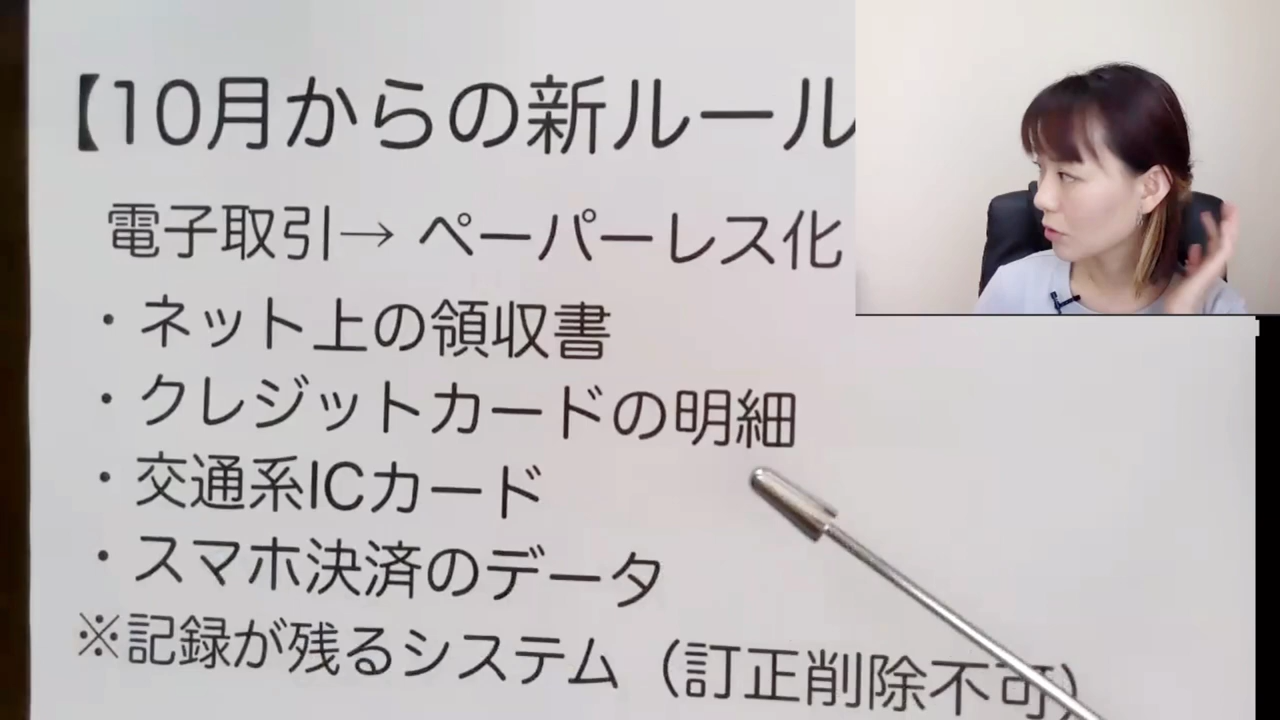 【10月からの新ルール
電子取引→ ペーパーレス化
・ネット上の領収書
・クレジットカードの明細
・交通系ICカード
・スマホ決済のデータ
※記録が残るシステム（訂正削除不可）